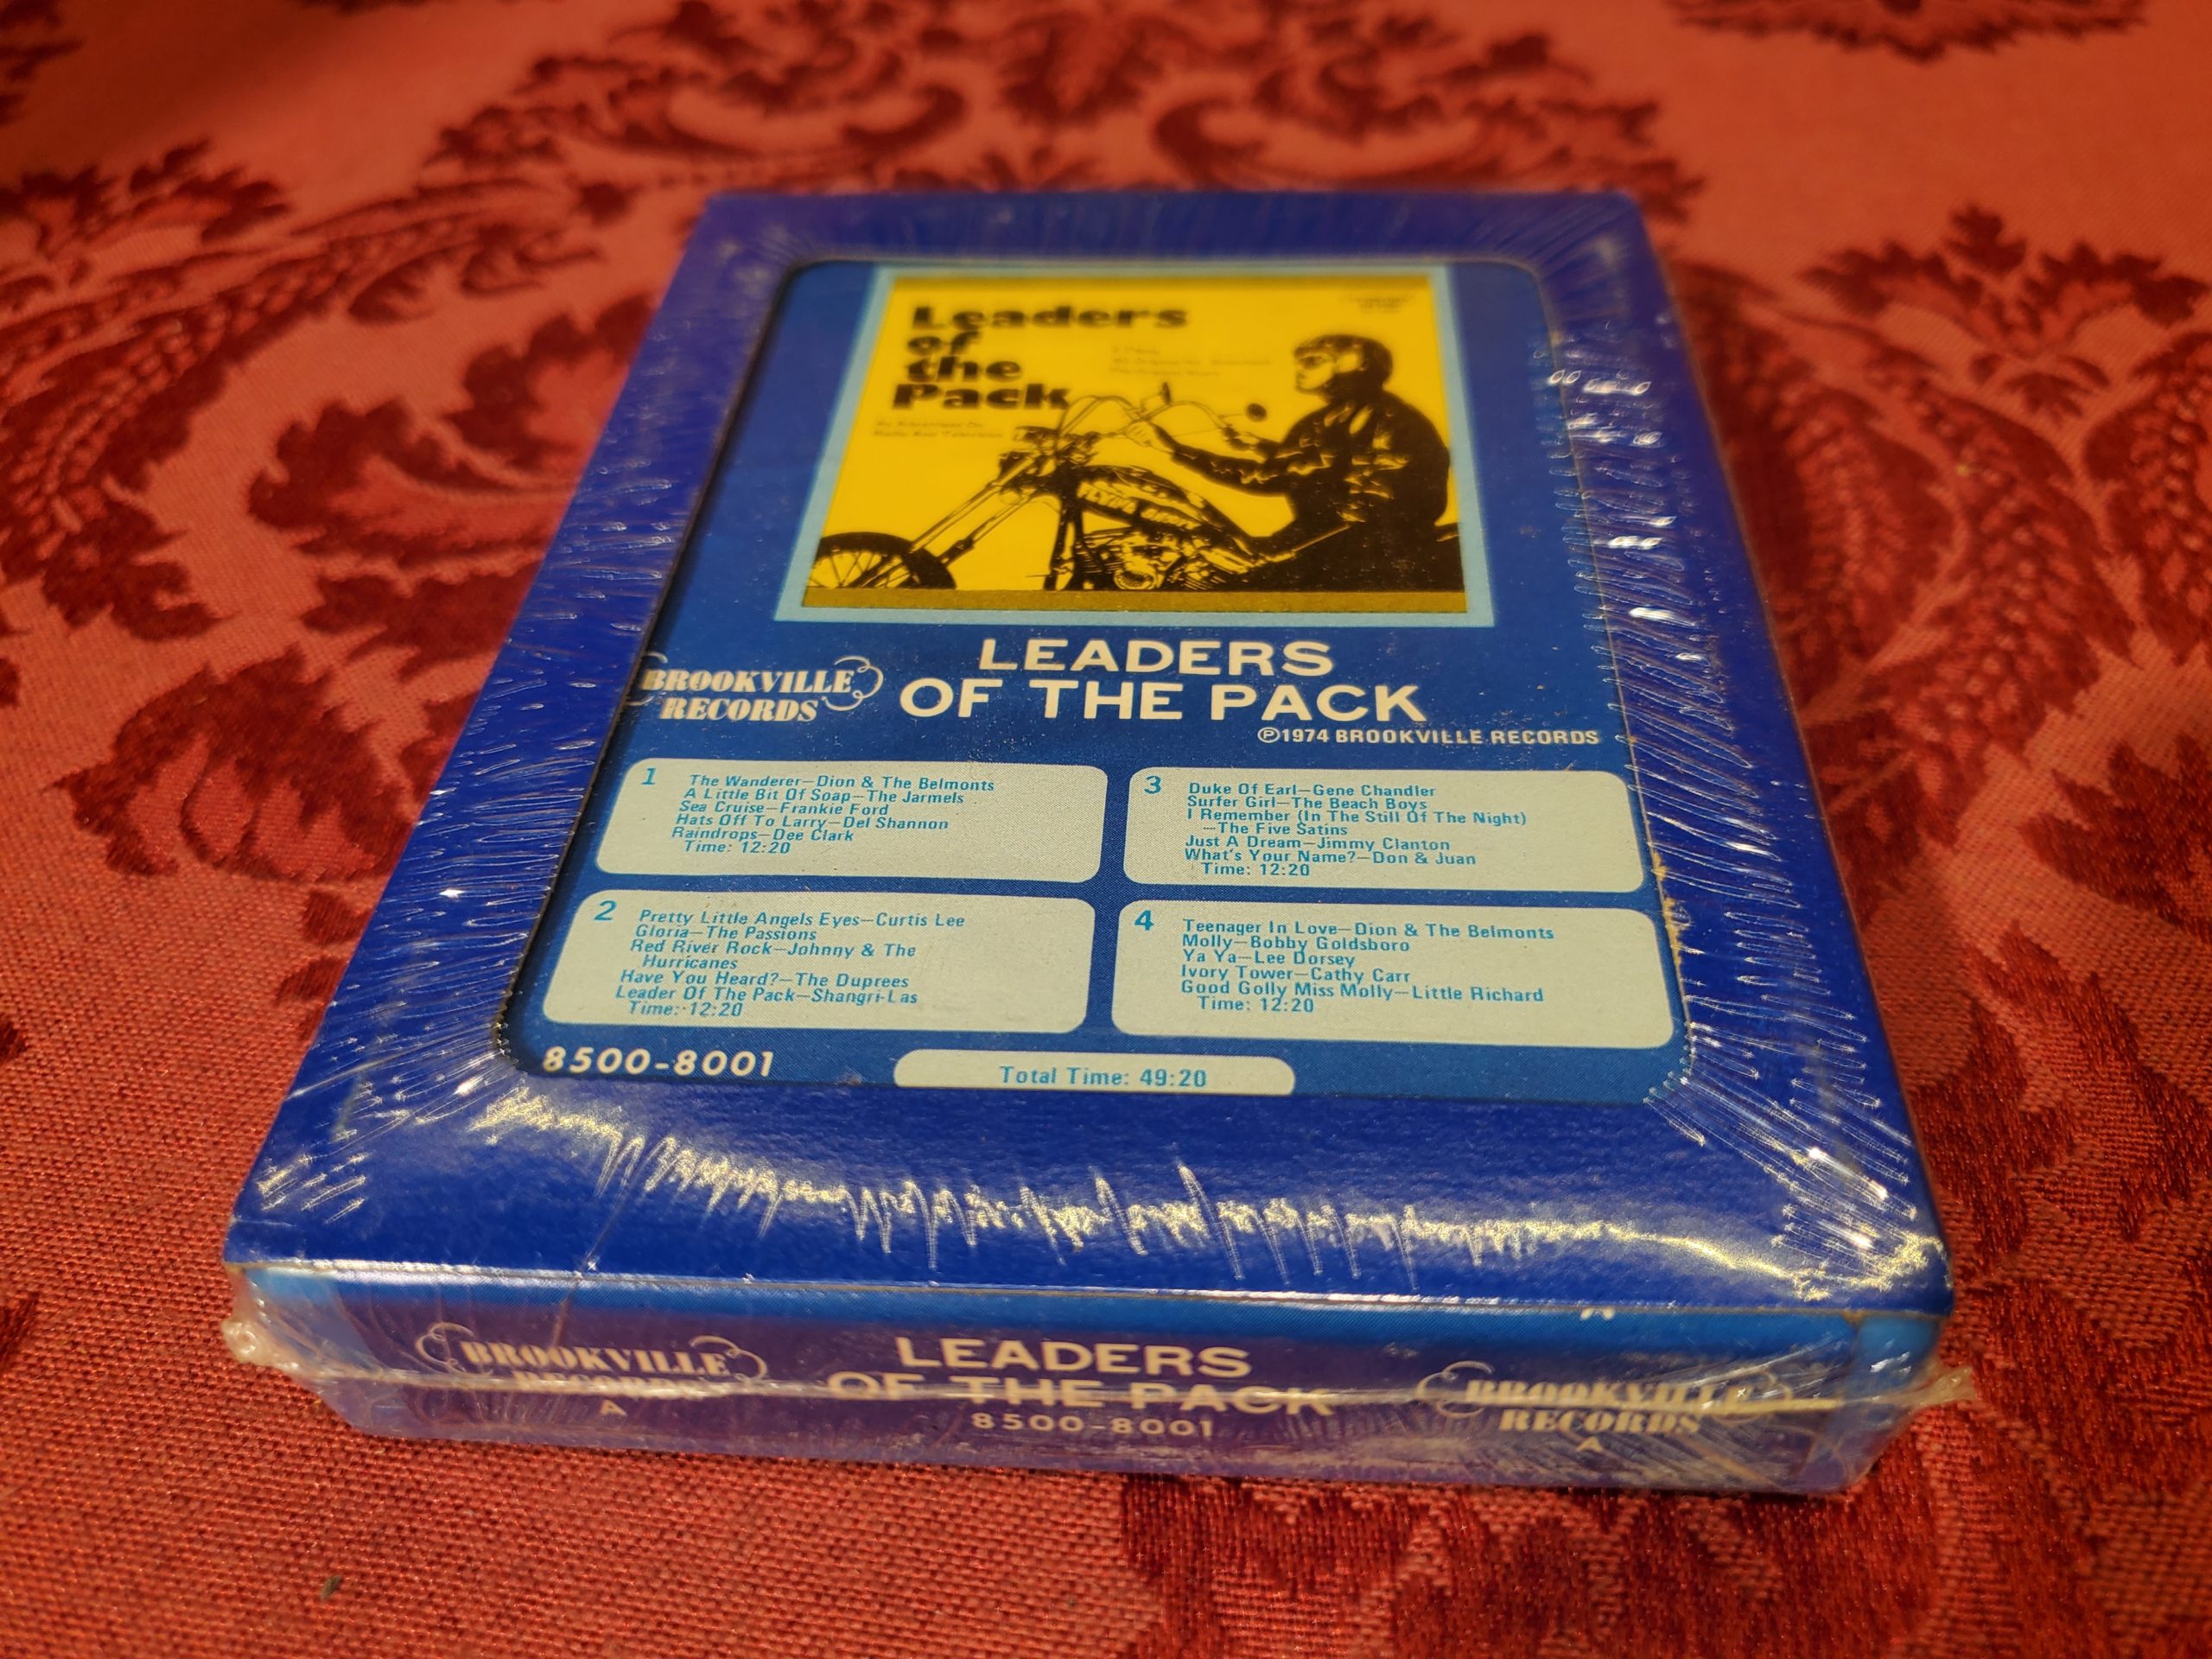 Leaders
of
the
Pack
As Advertised On
Radio And Television
LEADERS
OF THE PACK
BROOKVILLE
RECORDS
Ⓟ1974 BROOKVILLE RECORDS
1
The Wanderer—Dion & The Belmonts
A Little Bit Of Soap—The Jarmels
Sea Cruise—Frankie Ford
Hats Off To Larry—Del Shannon
Raindrops—Dee Clark
Time: 12:20
2
Pretty Little Angels Eyes—Curtis Lee
Gloria—The Passions
Red River Rock—Johnny & The
Hurricanes
Have You Heard?—The Duprees
Leader Of The Pack—Shangri-Las
Time: 12:20
3
Duke Of Earl—Gene Chandler
Surfer Girl—The Beach Boys
I Remember (In The Still Of The Night)
—The Five Satins
Just A Dream—Jimmy Clanton
What's Your Name?—Don & Juan
Time: 12:20
4
Teenager In Love—Dion & The Belmonts
Molly—Bobby Goldsboro
Ya Ya—Lee Dorsey
Ivory Tower—Cathy Carr
Good Golly Miss Molly—Little Richard
Time: 12:20
8500-8001
Total Time: 49:20
BROOKVILLE
RECORDS
A
LEADERS
OF THE PACK
8500-8001
BROOKVILLE
RECORDS
A